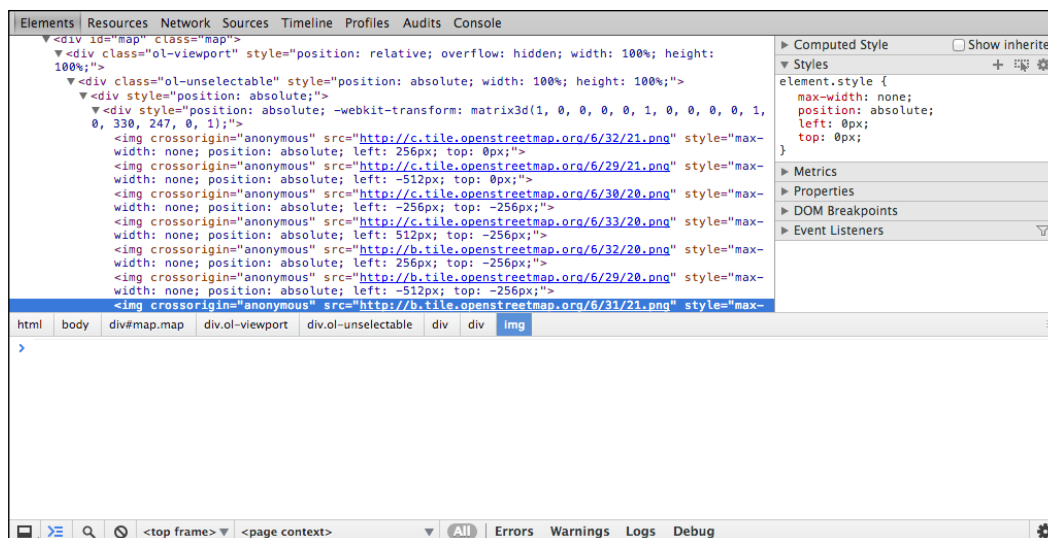 Elements Resources Network Sources Timeline Profiles Audits Console
▼<div id="map" class="map">
▼<div class="ol-viewport" style="position: relative; overflow: hidden; width: 100%; height:
100%;">
▼<div class="ol-unselectable" style="position: absolute; width: 100%; height: 100%;">
▼<div style="position: absolute;">
▼<div style="position: absolute; -webkit-transform: matrix3d(1, 0, 0, 0, 0, 1, 0, 0, 0, 0, 1,
0, 330, 247, 0, 1);">
<img crossorigin="anonymous" src="http://c.tile.openstreetmap.org/6/32/21.png" style="max-
width: none; position: absolute; left: 256px; top: 0px;">
<img crossorigin="anonymous" src="http://c.tile.openstreetmap.org/6/29/21.png" style="max-
width: none; position: absolute; left: -512px; top: 0px;">
<img crossorigin="anonymous" src="http://c.tile.openstreetmap.org/6/30/20.png" style="max-
width: none; position: absolute; left: -256px; top: -256px;">
<img crossorigin="anonymous" src="http://c.tile.openstreetmap.org/6/33/20.png" style="max-
width: none; position: absolute; left: 512px; top: -256px;">
<img crossorigin="anonymous" src="http://b.tile.openstreetmap.org/6/32/20.png" style="max-
width: none; position: absolute; left: 256px; top: -256px;">
<img crossorigin="anonymous" src="http://b.tile.openstreetmap.org/6/29/20.png" style="max-
width: none; position: absolute; left: -512px; top: -256px;">
<img crossorigin="anonymous" src="http://b.tile.openstreetmap.org/6/31/21.png" style="max-
▶ Computed Style Show inherite
▼ Styles
element.style {
max-width: none;
position: absolute;
left: 0px;
top: 0px;
}
▶ Metrics
▶ Properties
▶ DOM Breakpoints
▶ Event Listeners
html body div#map.map div.ol-viewport div.ol-unselectable div div img
>
<top frame> ▼ <page context> ▼ All Errors Warnings Logs Debug